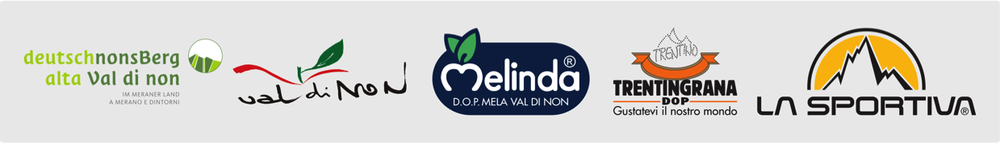 deutschnonsBerg
alta Val di non
IM MERANER LAND
A MERANO E DINTORNI
val di NON
Melinda®
D.O.P. MELA VAL DI NON
TRENTINO
TRENTINGRANA
DOP
Gustatevi il nostro mondo
LA SPORTIVA®